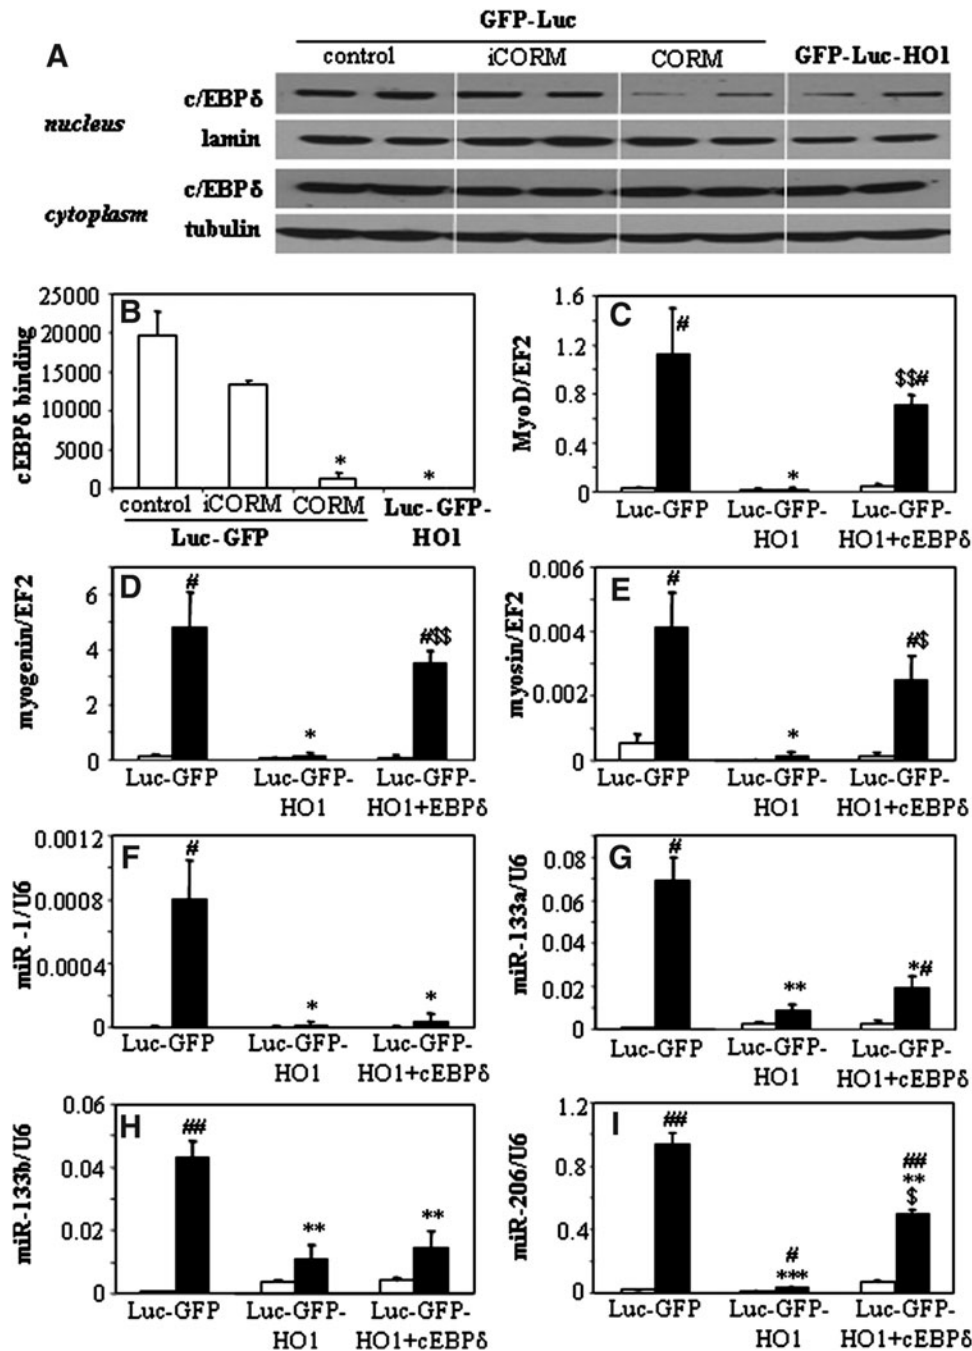 GFP-Luc
A
control iCORM CORM GFP-Luc-HO1
nucleus
c/EBPδ
lamin
cytoplasm
c/EBPδ
tubulin
B
cEBPδ binding
25000
20000
15000
10000
5000
0
*
*
control iCORM CORM Luc-GFP-
Luc-GFP HO1
C
MyoD/EF2
1.6
1.2
0.8
0.4
0
#
*
$$#
Luc-GFP Luc-GFP- Luc-GFP-
HO1 HO1+cEBPδ
D
myogenin/EF2
6
4
2
0
#
*
#$$
Luc-GFP Luc-GFP- Luc-GFP-
HO1 HO1+EBPδ
E
myosin/EF2
0.006
0.004
0.002
0
#
*
#$
Luc-GFP Luc-GFP- Luc-GFP-
HO1 HO1+cEBPδ
F
miR -1/U6
0.0012
0.0008
0.0004
0
#
*
*
Luc-GFP Luc-GFP- Luc-GFP-
HO1 HO1+cEBPδ
G
miR-133a/U6
0.08
0.06
0.04
0.02
0
#
**
*#
Luc-GFP Luc-GFP- Luc-GFP-
HO1 HO1+cEBPδ
H
miR-133b/U6
0.06
0.04
0.02
0
##
**
**
Luc-GFP Luc-GFP- Luc-GFP-
HO1 HO1+cEBPδ
I
miR-206/U6
1.2
0.8
0.4
0
##
#
***
##
**
$
Luc-GFP Luc-GFP- Luc-GFP-
HO1 HO1+cEBPδ